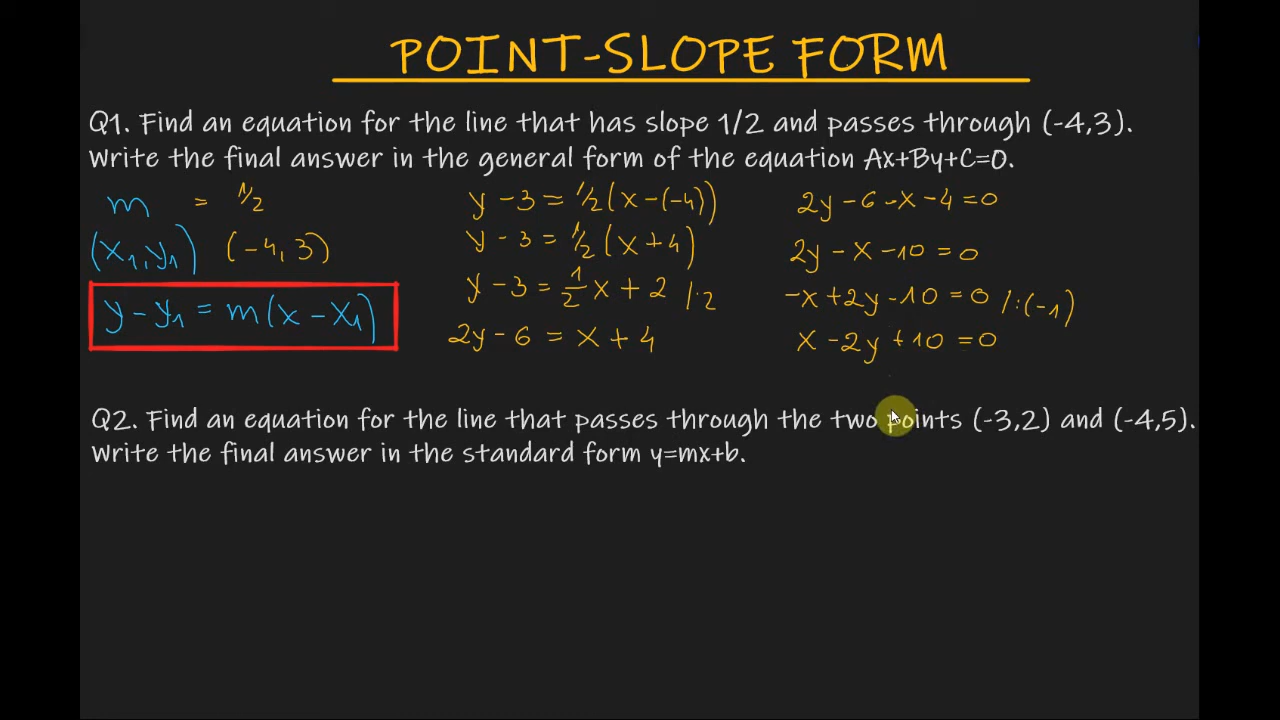 POINT-SLOPE FORM
Q1. Find an equation for the line that has slope 1/2 and passes through (-4,3).
Write the final answer in the general form of the equation Ax+By+C=0.
m = 1/2
(x₁,y₁) (-4,3)
y-y₁ = m(x-x₁)
y-3=1/2(x-(-4))
y-3=1/2(x+4)
y-3=1/2x+2 /·2
2y-6=x+4
2y-6-x-4=0
2y-x-10=0
-x+2y-10=0 /:(-1)
x-2y+10=0
Q2. Find an equation for the line that passes through the two points (-3,2) and (-4,5).
Write the final answer in the standard form y=mx+b.